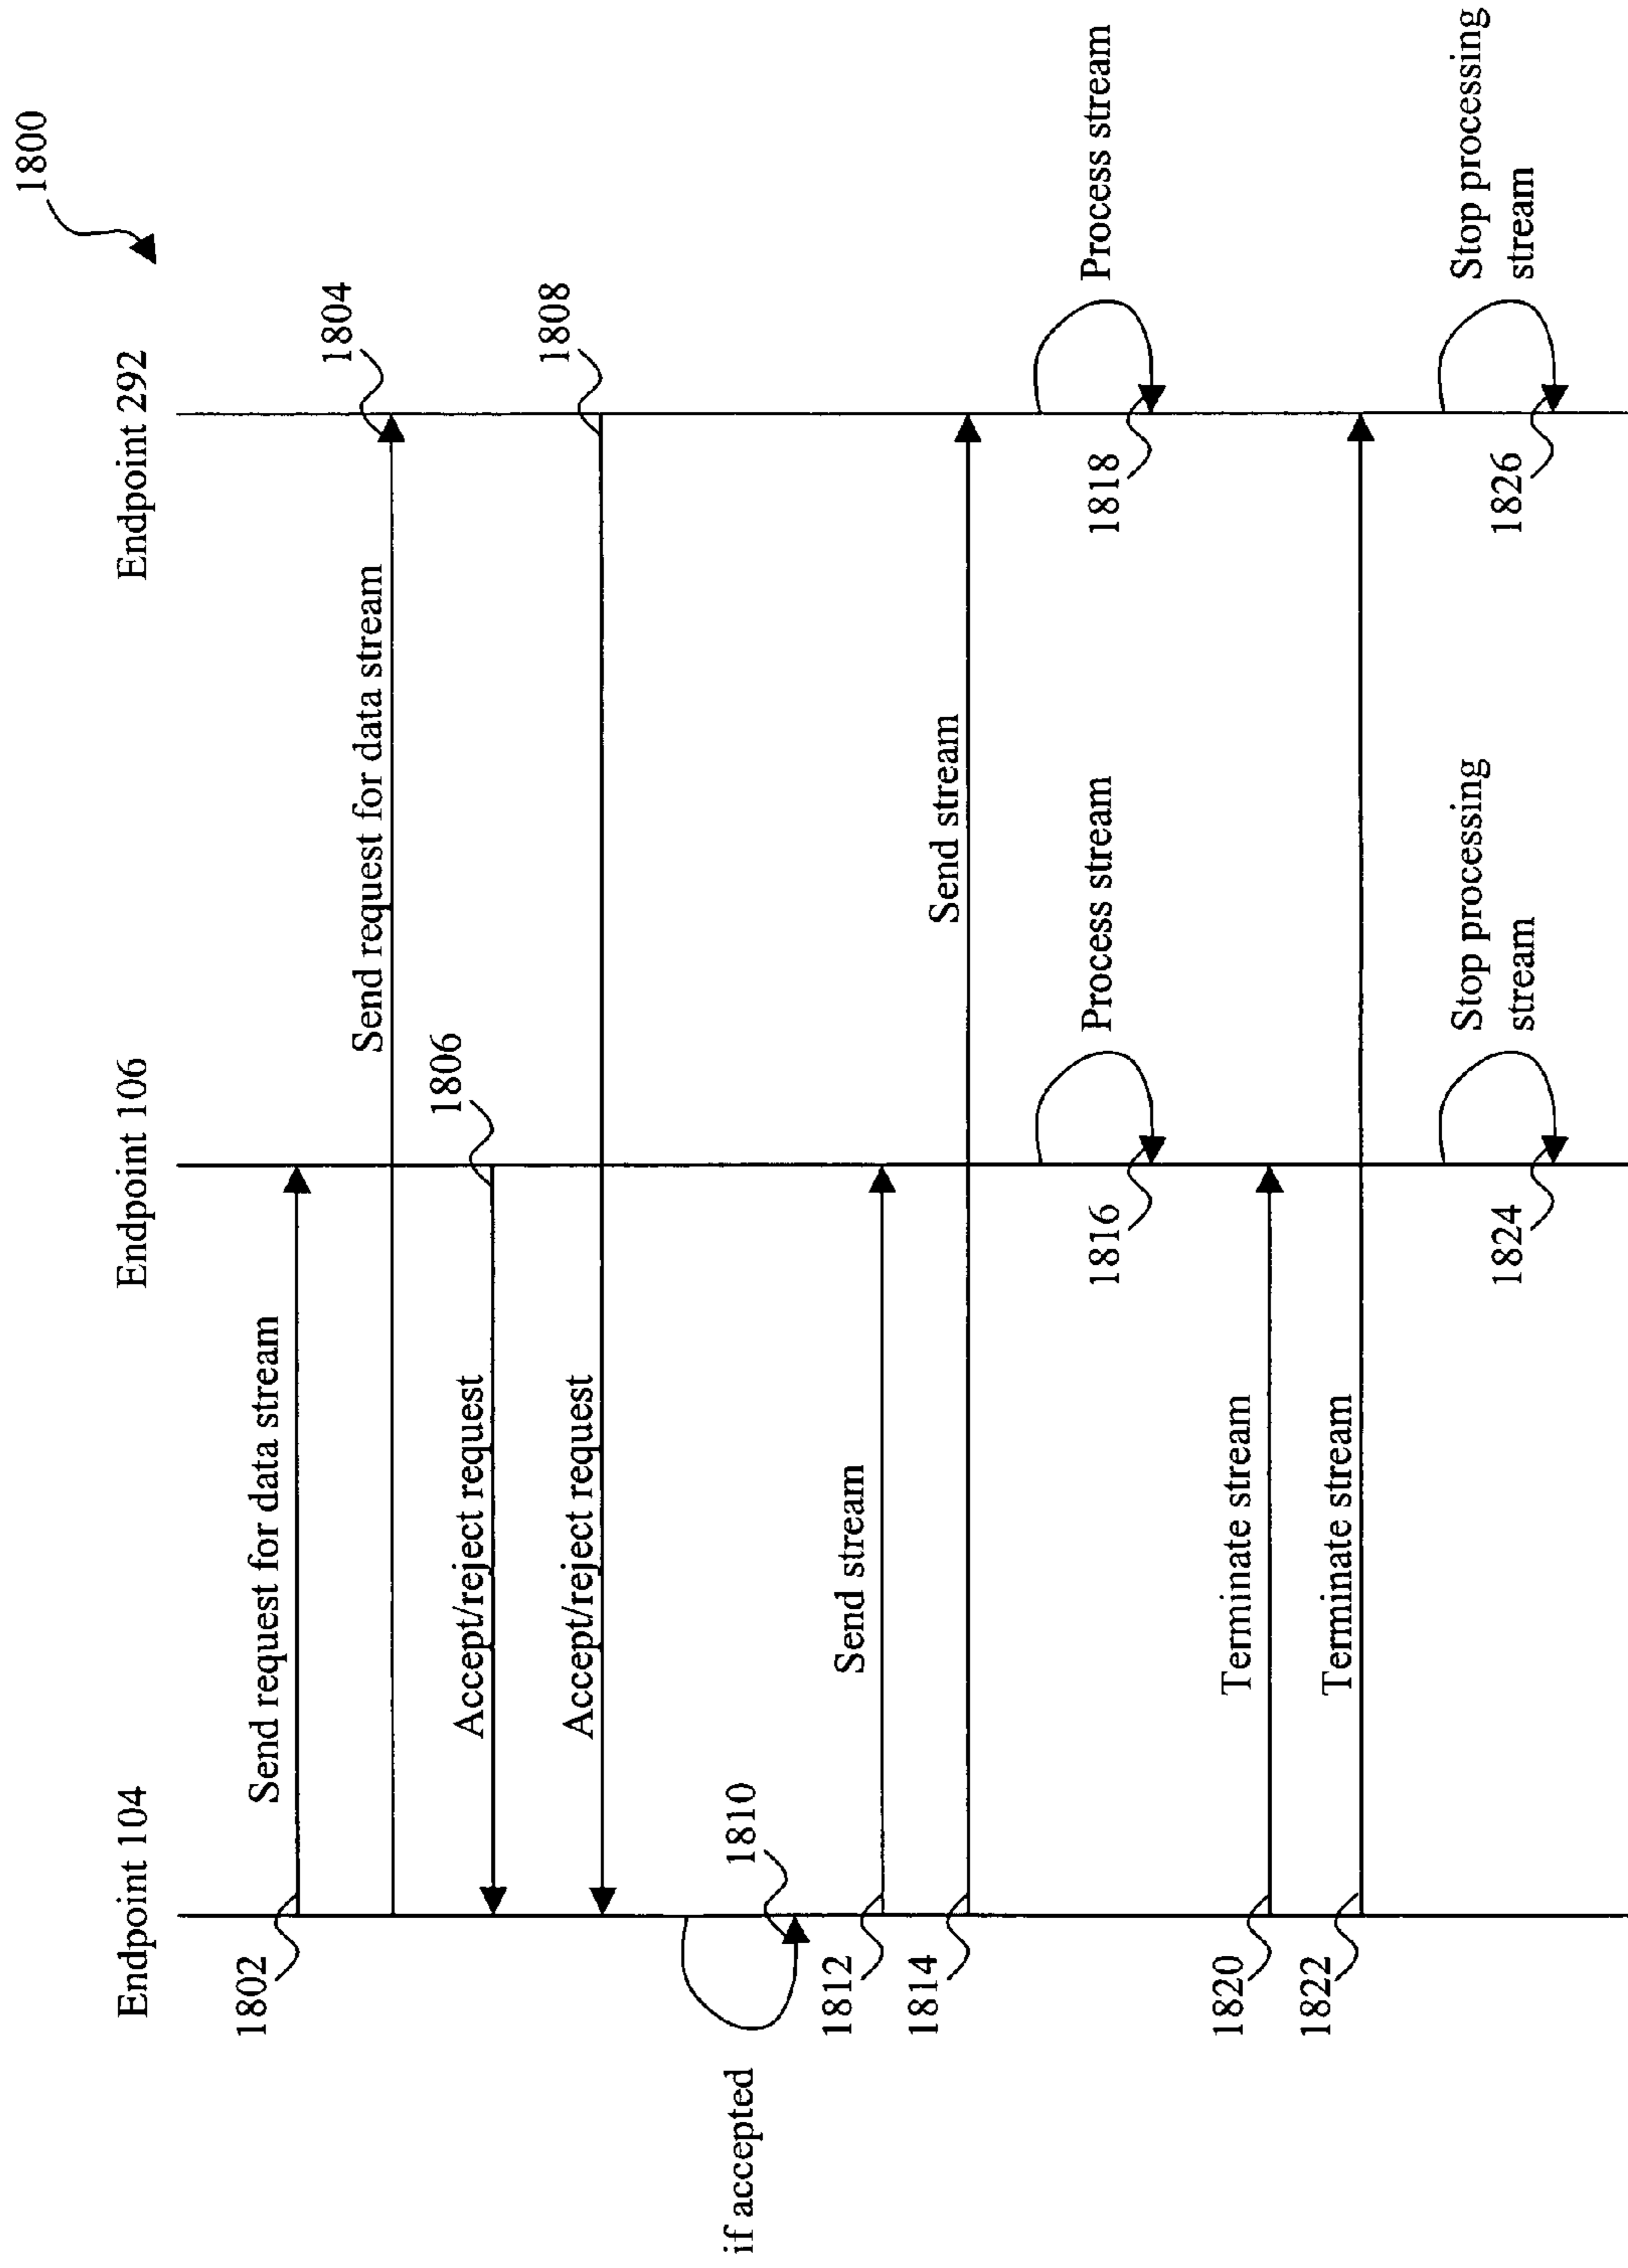 1800
Endpoint 104
Endpoint 106
Endpoint 292
1802
Send request for data stream
Send request for data stream
1804
Accept/reject request
1806
Accept/reject request
1808
if accepted
1810
1812
Send stream
1814
Send stream
1816
Process stream
1818
Process stream
1820
Terminate stream
1822
Terminate stream
1824
Stop processing
stream
1826
Stop processing
stream